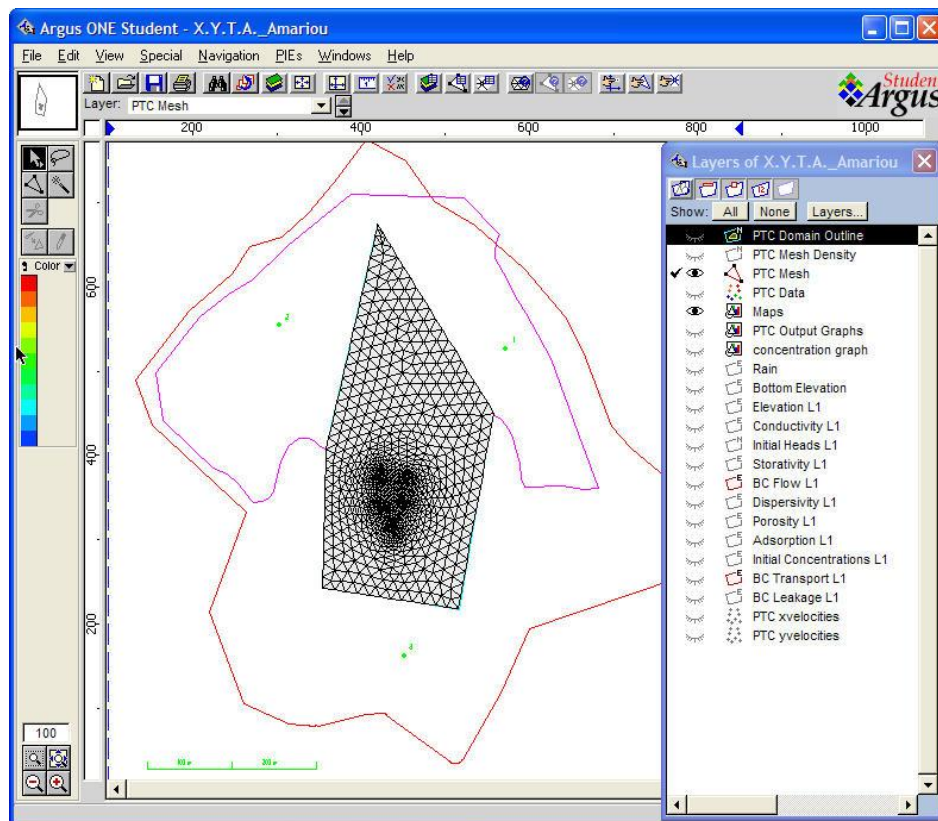 Argus ONE Student - X.Y.T.A._Amariou
File Edit View Special Navigation PIEs Windows Help
Student
Argus
Layer: PTC Mesh
200 400 600 800 1000
Layers of X.Y.T.A._Amariou
Show: All None Layers...
PTC Domain Outline
PTC Mesh Density
PTC Mesh
PTC Data
Maps
PTC Output Graphs
concentration graph
Rain
Bottom Elevation
Elevation L1
Conductivity L1
Initial Heads L1
Storativity L1
BC Flow L1
Dispersivity L1
Porosity L1
Adsorption L1
Initial Concentrations L1
BC Transport L1
BC Leakage L1
PTC xvelocities
PTC yvelocities
Color
600
400
200
2
1
4
100